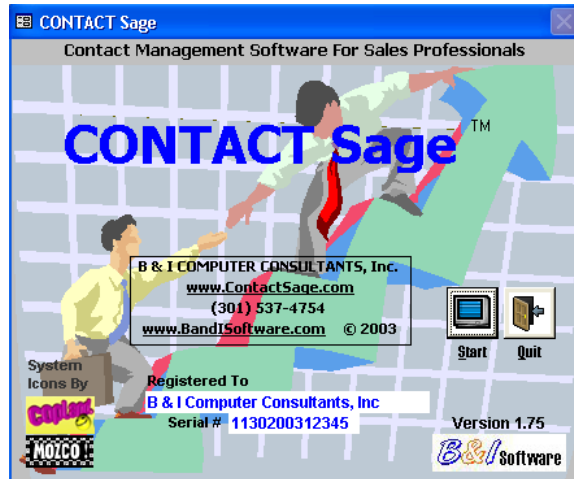 CONTACT Sage
Contact Management Software For Sales Professionals
CONTACT Sage TM
B & I COMPUTER CONSULTANTS, Inc.
www.ContactSage.com
(301) 537-4754
www.BandISoftware.com © 2003
Start Quit
System
Icons By
Registered To
B & I Computer Consultants, Inc
Serial # 1130200312345
COPLAND
MOZCO!
Version 1.75
B&I Software